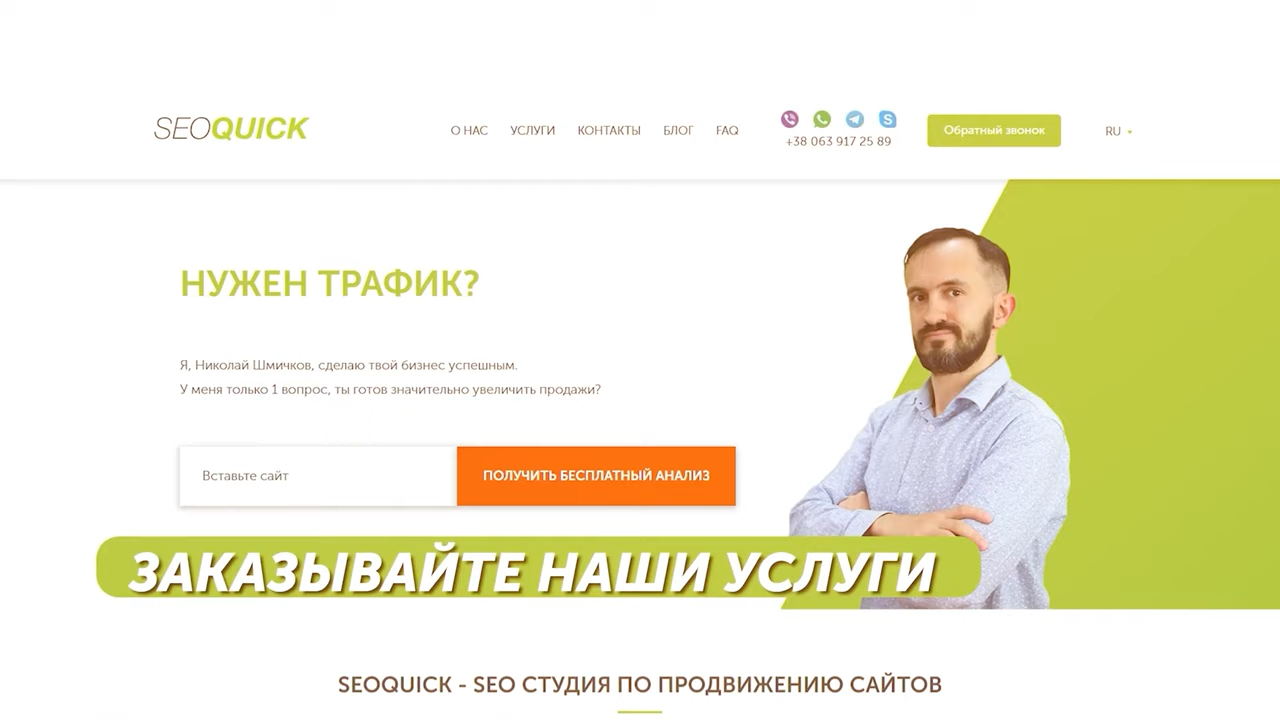 SEOQUICK
О НАС УСЛУГИ КОНТАКТЫ БЛОГ FAQ
+38 063 917 25 89
Обратный звонок
RU
НУЖЕН ТРАФИК?
Я, Николай Шмичков, сделаю твой бизнес успешным.
У меня только 1 вопрос, ты готов значительно увеличить продажи?
Вставьте сайт
ПОЛУЧИТЬ БЕСПЛАТНЫЙ АНАЛИЗ
ЗАКАЗЫВАЙТЕ НАШИ УСЛУГИ
SEOQUICK - SEO СТУДИЯ ПО ПРОДВИЖЕНИЮ САЙТОВ